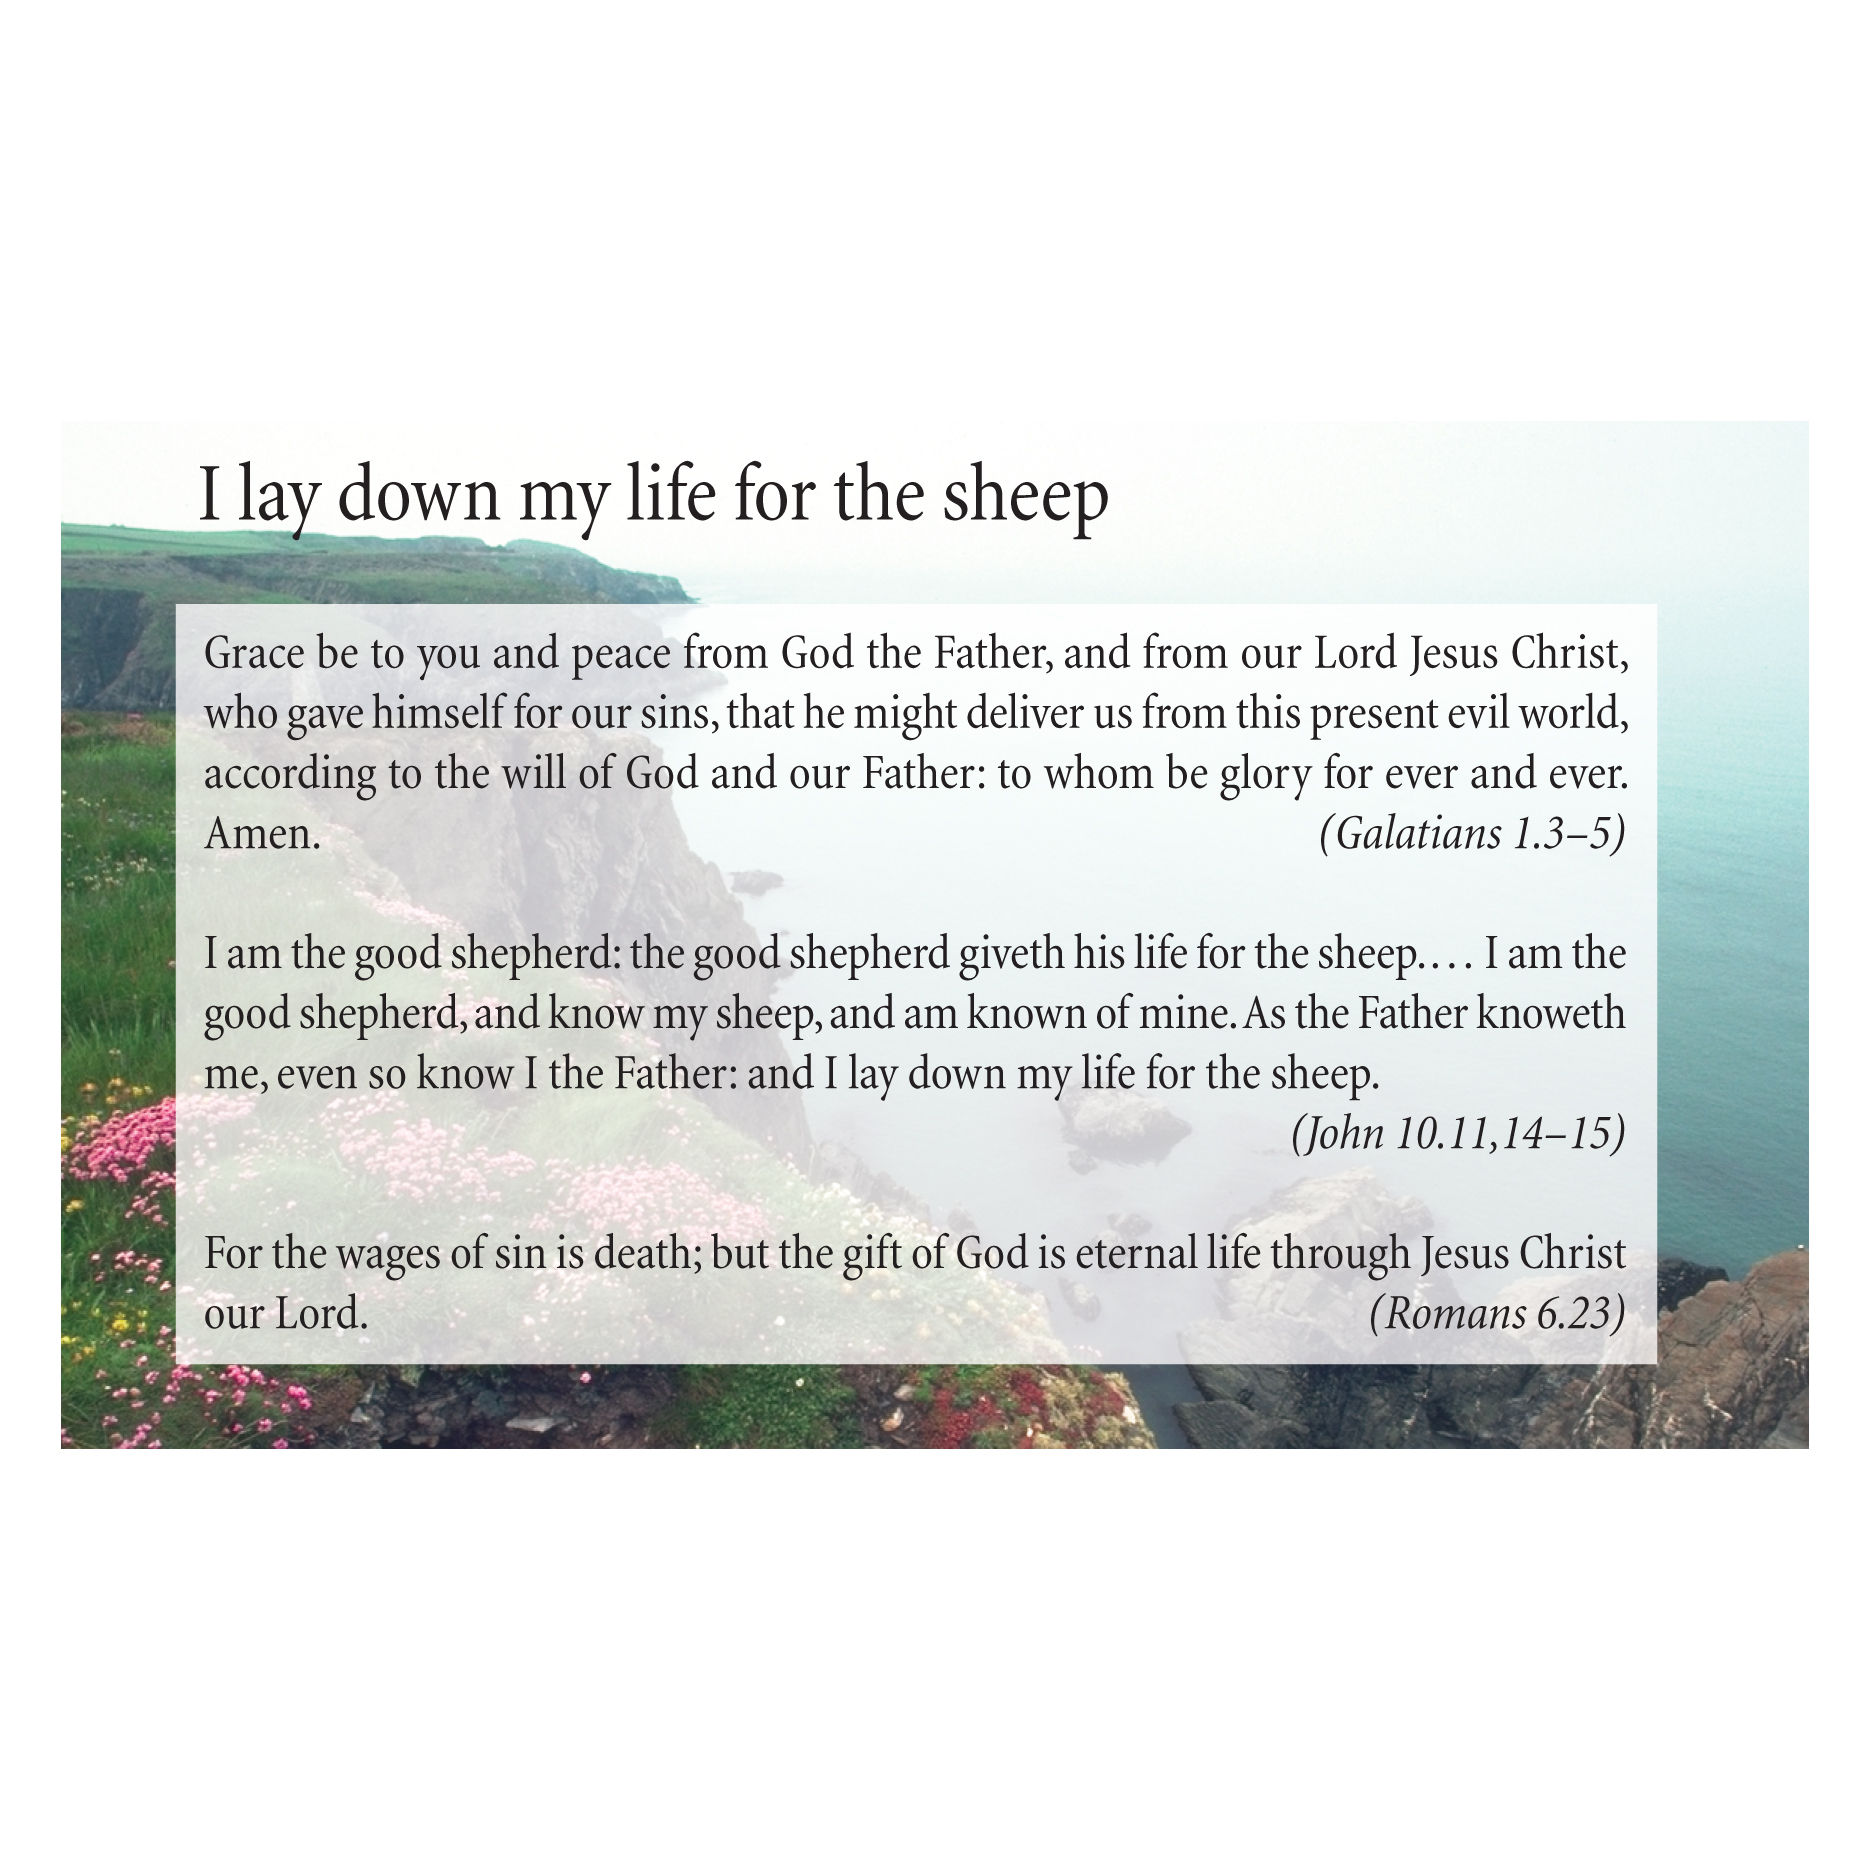 I lay down my life for the sheep
Grace be to you and peace from God the Father, and from our Lord Jesus Christ,
who gave himself for our sins, that he might deliver us from this present evil world,
according to the will of God and our Father: to whom be glory for ever and ever.
Amen. (Galatians 1.3–5)
I am the good shepherd: the good shepherd giveth his life for the sheep.… I am the
good shepherd, and know my sheep, and am known of mine. As the Father knoweth
me, even so know I the Father: and I lay down my life for the sheep.
(John 10.11,14–15)
For the wages of sin is death; but the gift of God is eternal life through Jesus Christ
our Lord. (Romans 6.23)